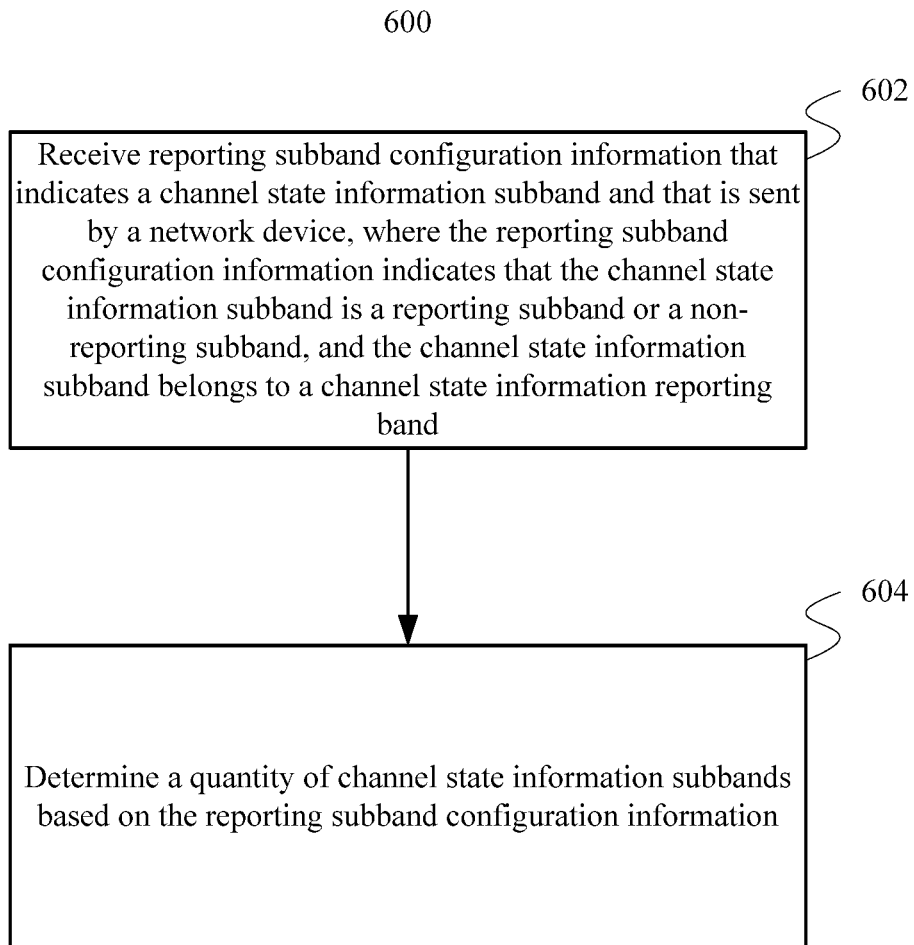 600
602
Receive reporting subband configuration information that
indicates a channel state information subband and that is sent
by a network device, where the reporting subband
configuration information indicates that the channel state
information subband is a reporting subband or a non-
reporting subband, and the channel state information
subband belongs to a channel state information reporting
band
604
Determine a quantity of channel state information subbands
based on the reporting subband configuration information